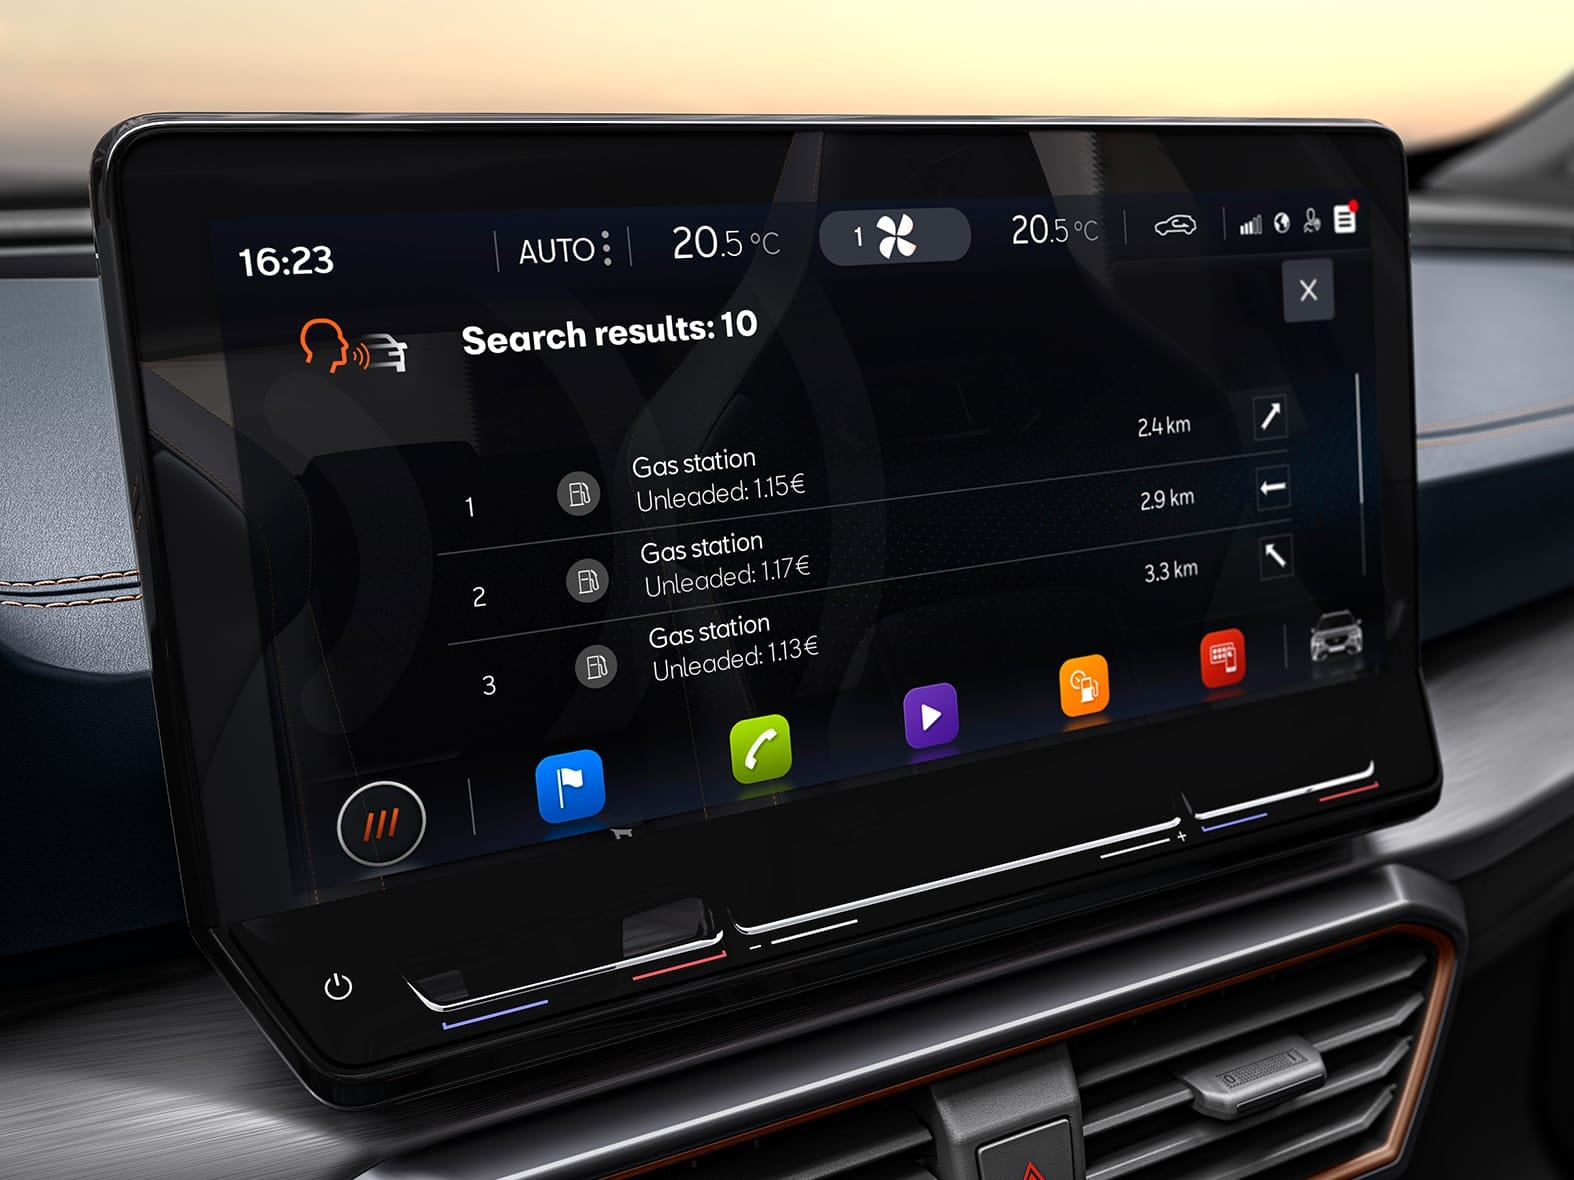 16:23
AUTO
20.5 °C
1
20.5 °C
Search results: 10
X
1
Gas station
Unleaded: 1.15€
2.4 km
2
Gas station
Unleaded: 1.17€
2.9 km
3
Gas station
Unleaded: 1.13€
3.3 km
- +